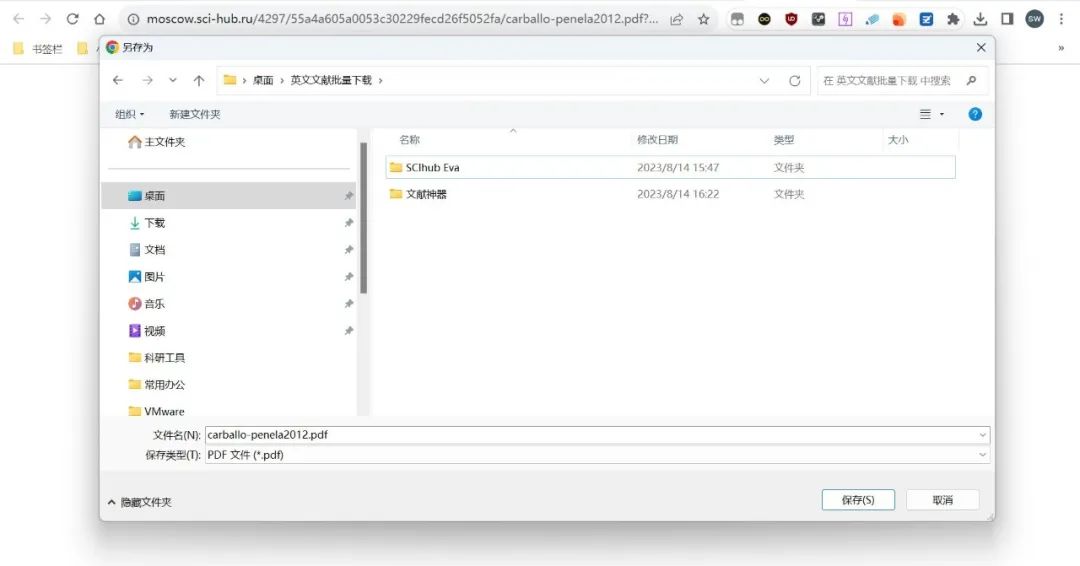 moscow.sci-hub.ru/4297/55a4a605a0053c30229fecd26f5052fa/carballo-penela2012.pdf?...
SW
书签栏
»
另存为
桌面 › 英文文献批量下载 ›
在 英文文献批量下载 中搜索
组织
新建文件夹
主文件夹
桌面
下载
文档
图片
音乐
视频
科研工具
常用办公
VMware
名称 修改日期 类型 大小
SCIhub Eva 2023/8/14 15:47 文件夹
文献神器 2023/8/14 16:22 文件夹
文件名(N): carballo-penela2012.pdf
保存类型(T): PDF 文件 (*.pdf)
隐藏文件夹
保存(S) 取消